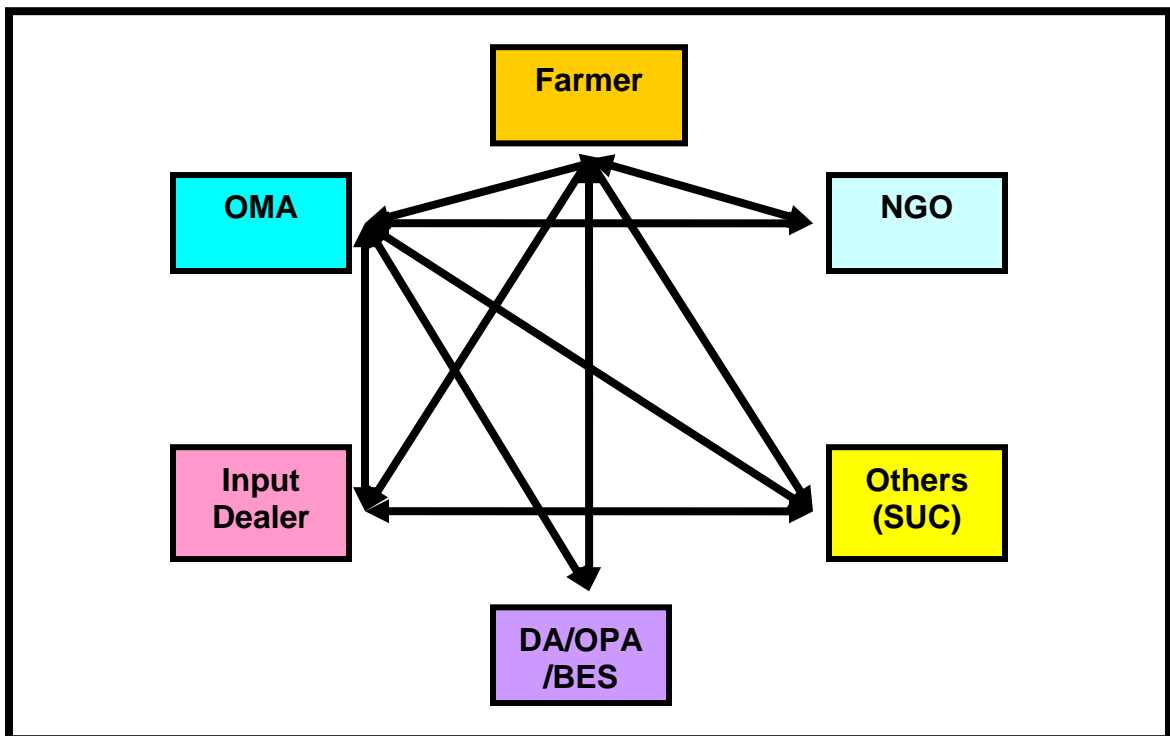 Farmer
OMA
NGO
Input
Dealer
Others
(SUC)
DA/OPA
/BES